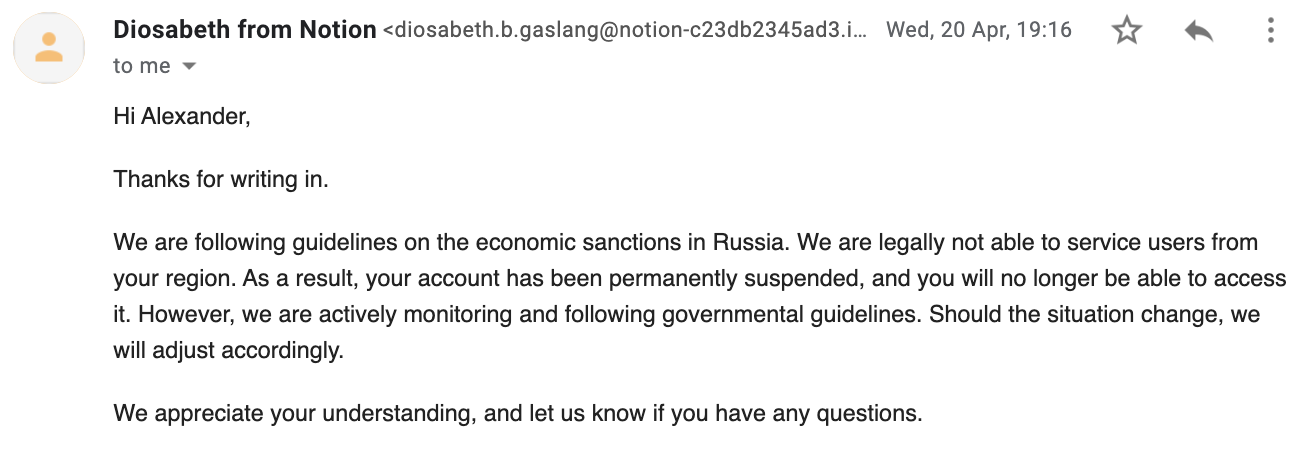 Diosabeth from Notion <diosabeth.b.gaslang@notion-c23db2345ad3.i... Wed, 20 Apr, 19:16
to me
Hi Alexander,
Thanks for writing in.
We are following guidelines on the economic sanctions in Russia. We are legally not able to service users from
your region. As a result, your account has been permanently suspended, and you will no longer be able to access
it. However, we are actively monitoring and following governmental guidelines. Should the situation change, we
will adjust accordingly.
We appreciate your understanding, and let us know if you have any questions.